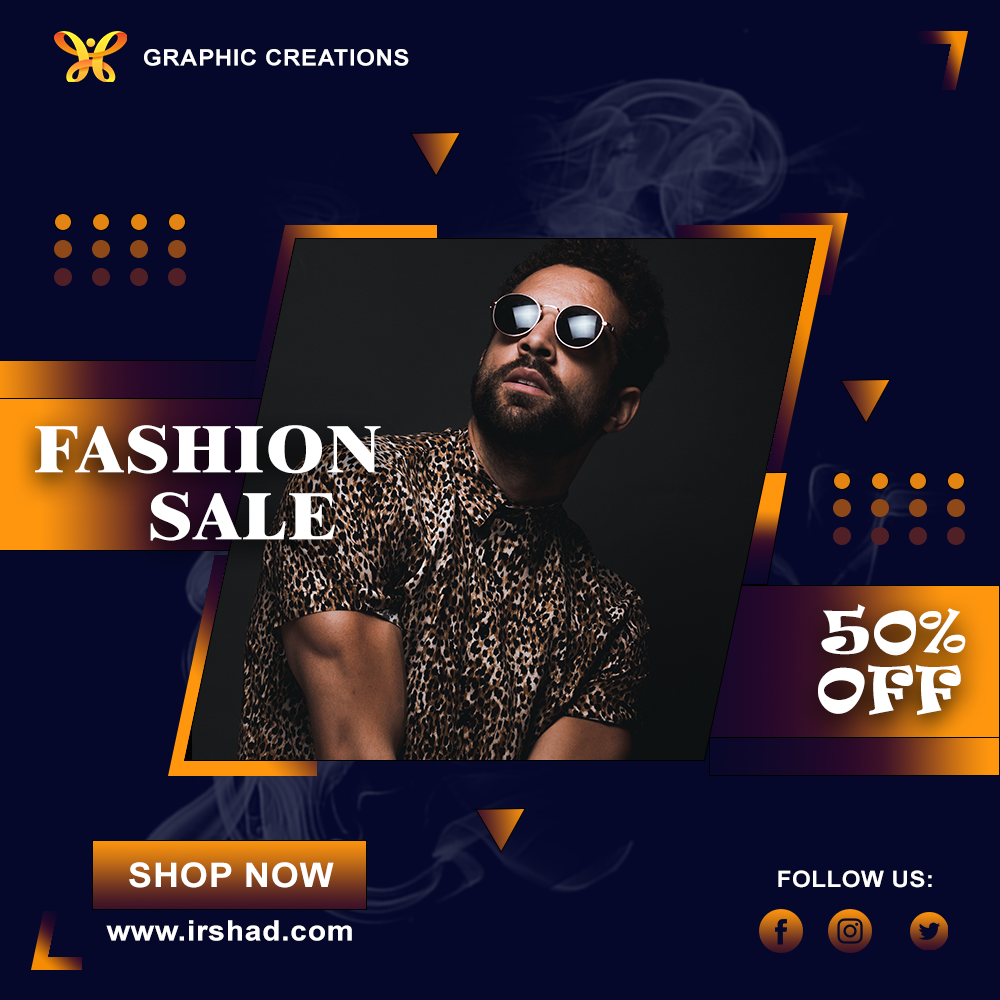 GRAPHIC CREATIONS
FASHION
SALE
50%
OFF
SHOP NOW
www.irshad.com
FOLLOW US: